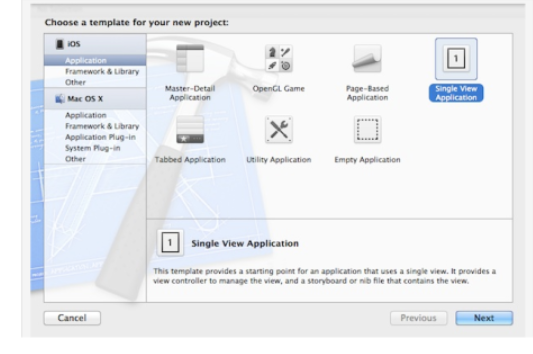 Choose a template for your new project:
iOS
Application
Framework & Library
Other
Mac OS X
Application
Framework & Library
Application Plug-in
System Plug-in
Other
Master-Detail
Application
OpenGL Game
Page-Based
Application
1
Single View
Application
Tabbed Application
Utility Application
Empty Application
1
Single View Application
This template provides a starting point for an application that uses a single view. It provides a
view controller to manage the view, and a storyboard or nib file that contains the view.
Cancel
Previous
Next